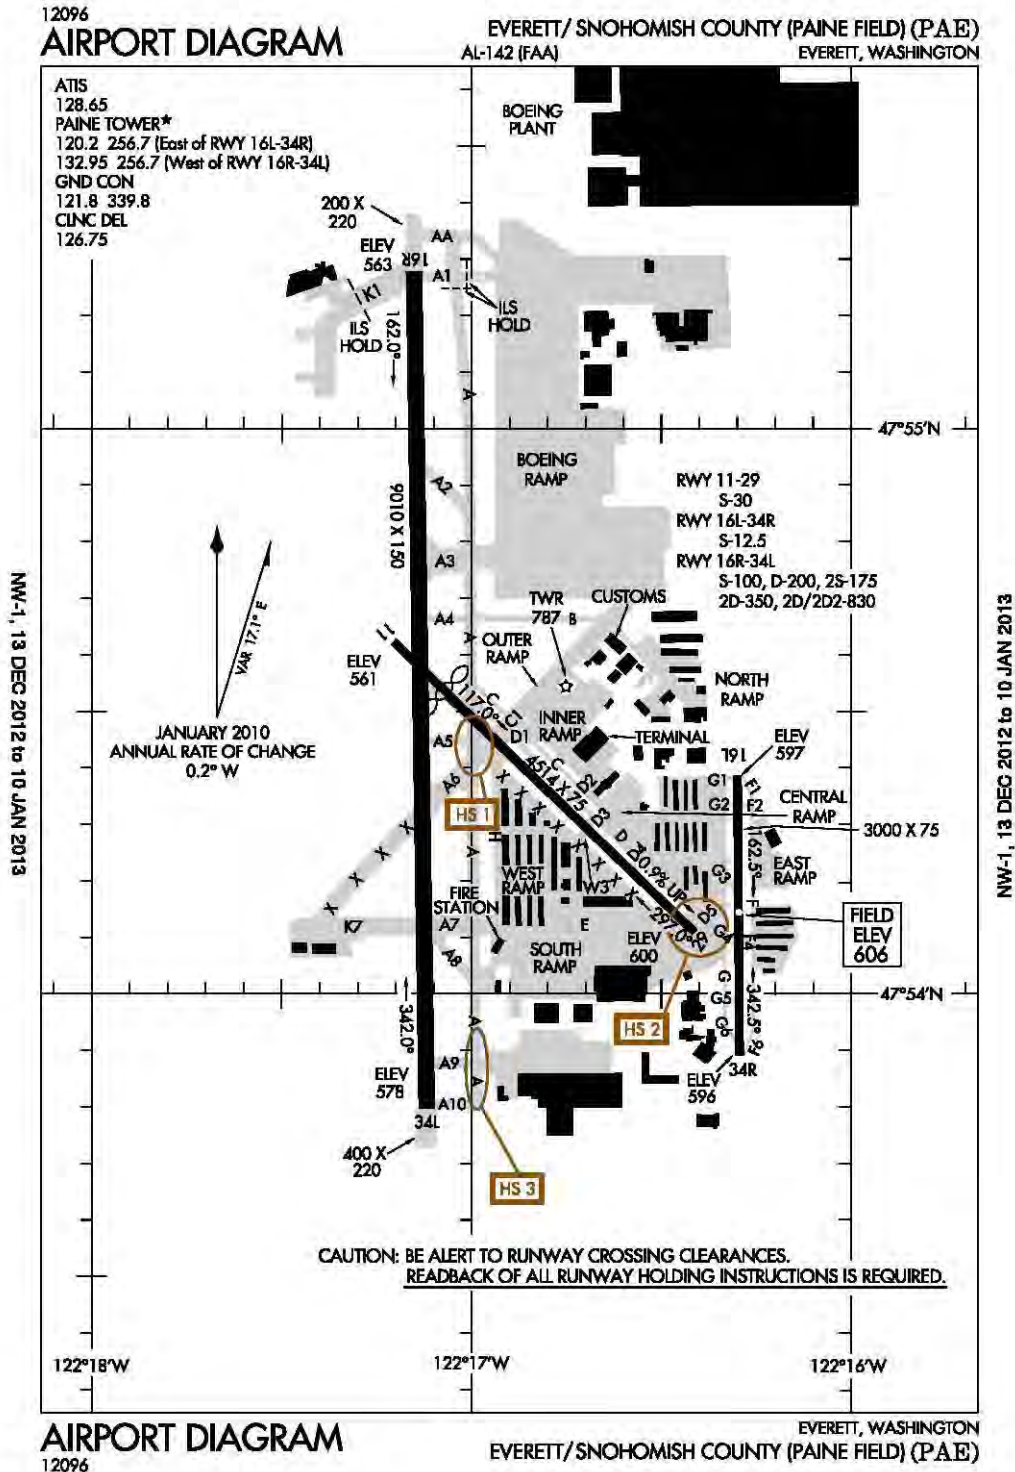 12096
AIRPORT DIAGRAM
EVERETT/ SNOHOMISH COUNTY (PAINE FIELD) (PAE)
AL-142 (FAA)
EVERETT, WASHINGTON
ATIS
128.65
PAINE TOWER★
120.2 256.7 (East of RWY 16L-34R)
132.95 256.7 (West of RWY 16R-34L)
GND CON
121.8 339.8
CLNC DEL
126.75
BOEING
PLANT
200 X
220
AA
ELEV
563
16R
A1
K1
ILS
HOLD
ILS
HOLD
162.0°
A
47°55'N
BOEING
RAMP
A2
9010 X 150
A3
RWY 11-29
S-30
RWY 16L-34R
S-12.5
RWY 16R-34L
S-100, D-200, 2S-175
2D-350, 2D/2D2-830
VAR 17.1° E
JANUARY 2010
ANNUAL RATE OF CHANGE
0.2° W
TWR
787
CUSTOMS
A4
B
A
OUTER
RAMP
11
ELEV
561
NORTH
RAMP
C
117.0°
C1
D1
INNER
RAMP
TERMINAL
A5
16L
ELEV
597
A6
4514 X 75
C
D2
G1
F1
G2
F2
CENTRAL
RAMP
HS 1
D3
D
3000 X 75
H
A
D4
0.9% UP
162.5°
WEST
RAMP
W3
G3
EAST
RAMP
X X X X X X X X X X X X
FIRE
STATION
K7
A7
E
297.0°
D5
29
G4
F
F4
FIELD
ELEV
606
A8
SOUTH
RAMP
ELEV
600
47°54'N
G
G5
G6
342.0°
342.5°
F6
A
HS 2
A9
A
ELEV
578
A10
34L
ELEV
596
34R
400 X
220
HS 3
CAUTION: BE ALERT TO RUNWAY CROSSING CLEARANCES.
READBACK OF ALL RUNWAY HOLDING INSTRUCTIONS IS REQUIRED.
122°18'W
122°17'W
122°16'W
NW-1, 13 DEC 2012 to 10 JAN 2013
NW-1, 13 DEC 2012 to 10 JAN 2013
AIRPORT DIAGRAM
12096
EVERETT, WASHINGTON
EVERETT/ SNOHOMISH COUNTY (PAINE FIELD) (PAE)